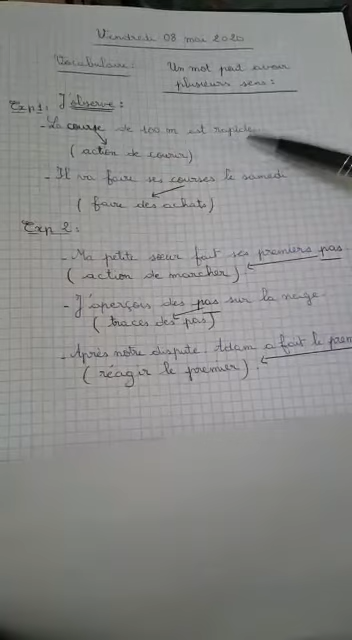 Vendredi 08 mai 2020
Vocabulaire: Un mot peut avoir
plusieurs sens:
Exp1: J'observe:
- La course de 100 m est rapide.
(action de courir)
- Il va faire ses courses le samedi
(faire des achats)
Exp 2:
- Ma petite sœur fait ses premiers pas.
(action de marcher)
- J'aperçois des pas sur la neige.
(traces des pas)
- Après notre dispute Adam a fait le prem
(réagir le premier).